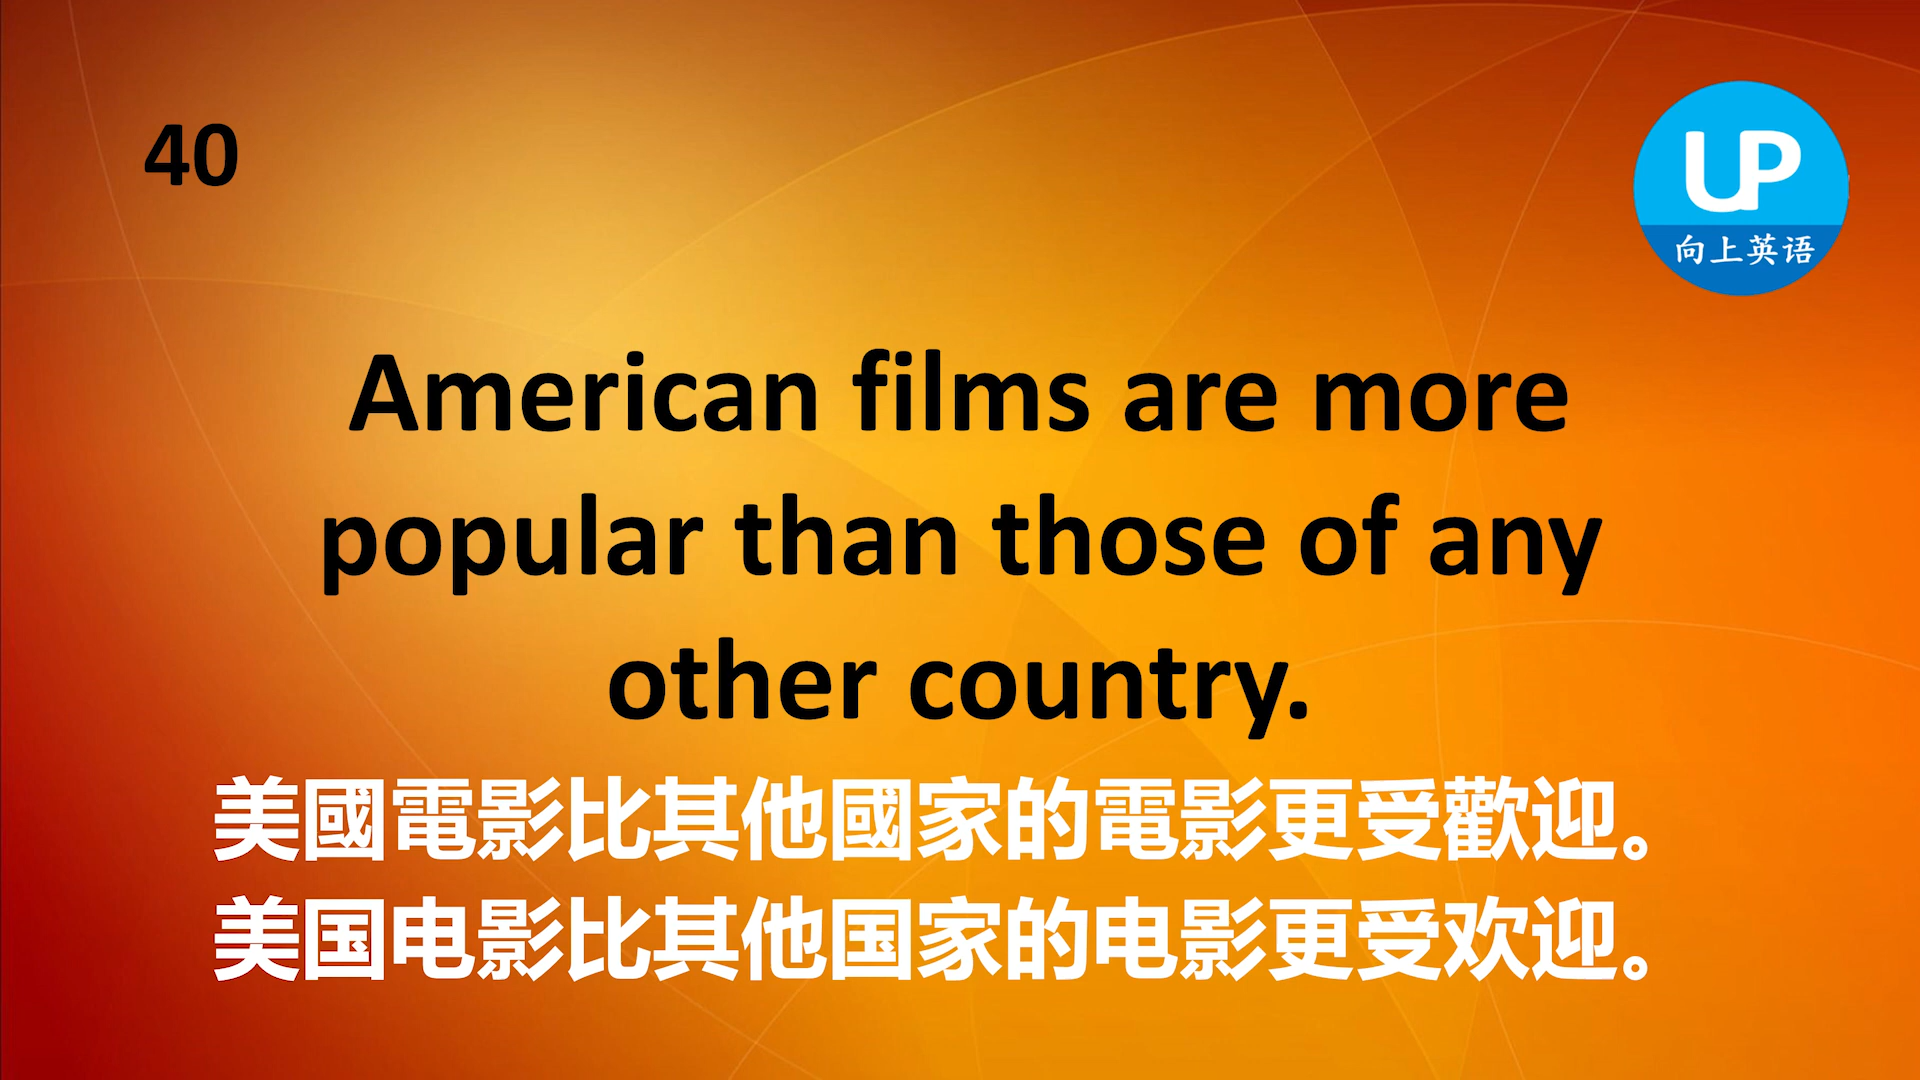 40
UP
向上英语
American films are more
popular than those of any
other country.
美國電影比其他國家的電影更受歡迎。
美国电影比其他国家的电影更受欢迎。